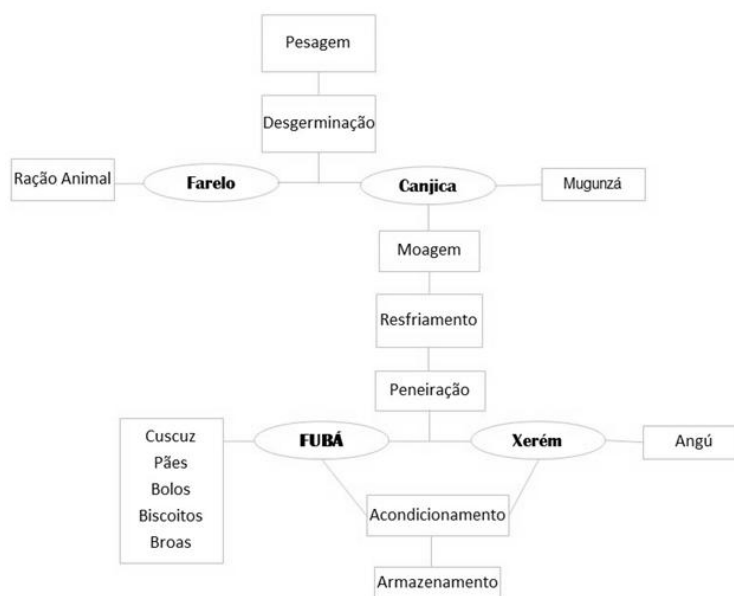 Pesagem
Desgerminação
Ração Animal
Farelo
Canjica
Mugunzá
Moagem
Resfriamento
Peneiração
Cuscuz
Pães
Bolos
Biscoitos
Broas
FUBÁ
Xerém
Angú
Acondicionamento
Armazenamento